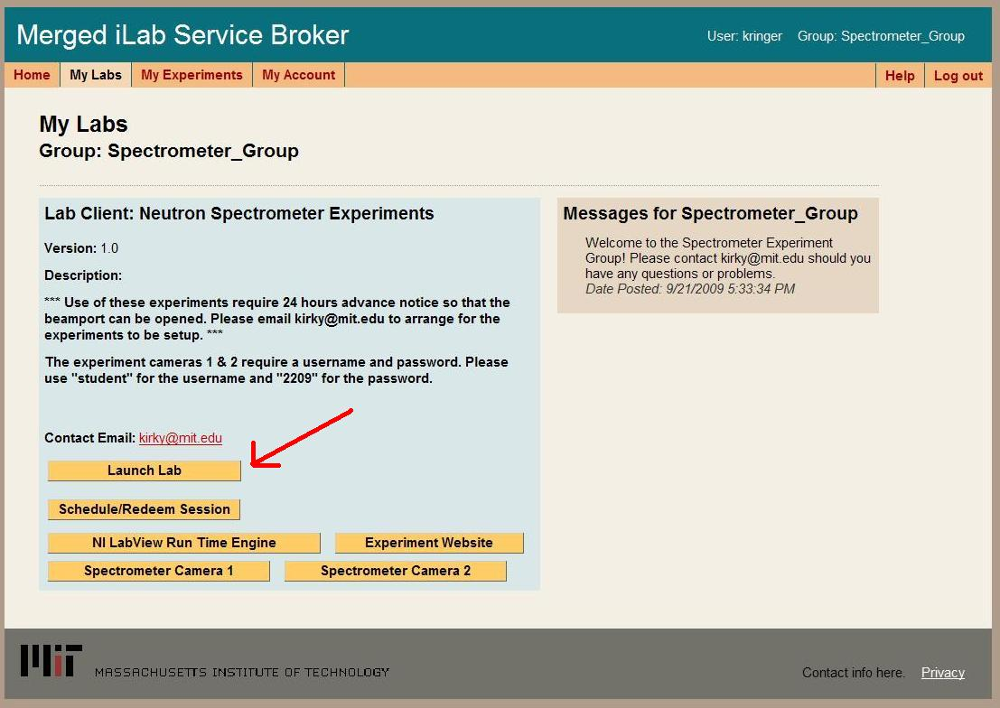 Merged iLab Service Broker
User: kringer Group: Spectrometer_Group
Home My Labs My Experiments My Account Help Log out
My Labs
Group: Spectrometer_Group
Lab Client: Neutron Spectrometer Experiments
Version: 1.0
Description:
*** Use of these experiments require 24 hours advance notice so that the
beamport can be opened. Please email kirky@mit.edu to arrange for the
experiments to be setup. ***
The experiment cameras 1 & 2 require a username and password. Please
use "student" for the username and "2209" for the password.
Contact Email: kirky@mit.edu
Launch Lab
Schedule/Redeem Session
NI LabView Run Time Engine Experiment Website
Spectrometer Camera 1 Spectrometer Camera 2
Messages for Spectrometer_Group
Welcome to the Spectrometer Experiment
Group! Please contact kirky@mit.edu should you
have any questions or problems.
Date Posted: 9/21/2009 5:33:34 PM
MIT MASSACHUSETTS INSTITUTE OF TECHNOLOGY
Contact info here. Privacy